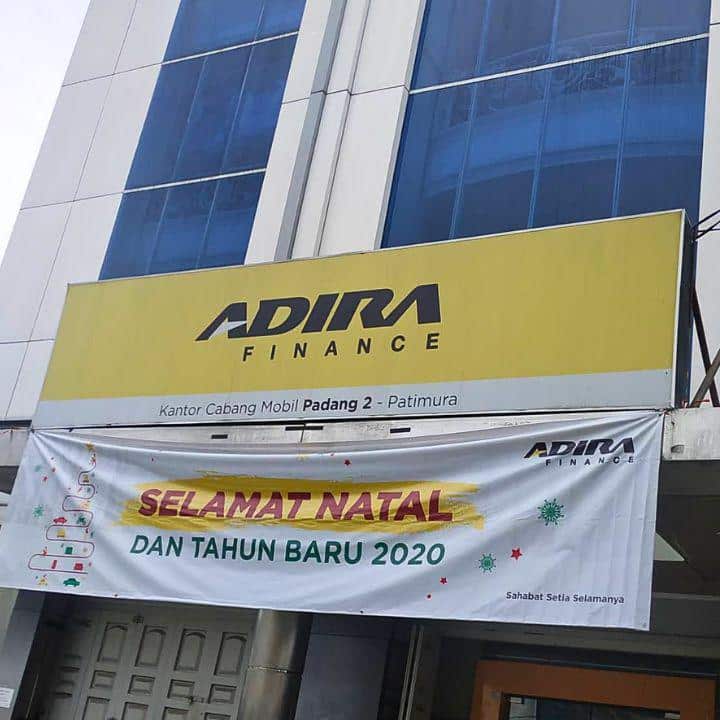 ADIRA
FINANCE
Kantor Cabang Mobil Padang 2 - Patimura
ADIRA
FINANCE
SELAMAT NATAL
DAN TAHUN BARU 2020
Sahabat Setia Selamanya